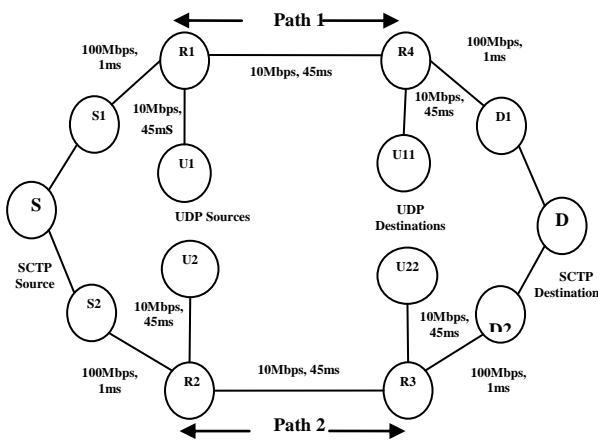 Path 1
100Mbps,
1ms
R1
R4
100Mbps,
1ms
10Mbps, 45ms
10Mbps,
45mS
10Mbps,
45ms
S1
D1
U1
U11
UDP Sources
UDP
Destinations
S
D
SCTP
Source
U2
U22
SCTP
Destination
S2
10Mbps,
45ms
10Mbps,
45ms
D2
100Mbps,
1ms
R2
10Mbps, 45ms
R3
100Mbps,
1ms
Path 2